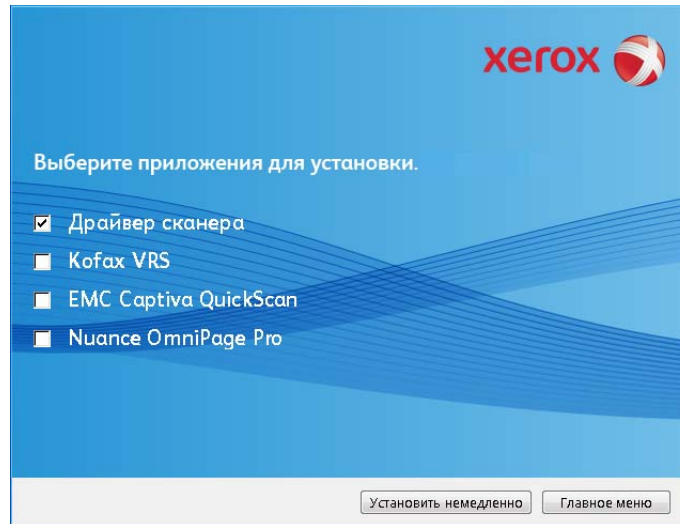 xerox
Выберите приложения для установки.
Драйвер сканера
Kofax VRS
EMC Captiva QuickScan
Nuance OmniPage Pro
Установить немедленно Главное меню